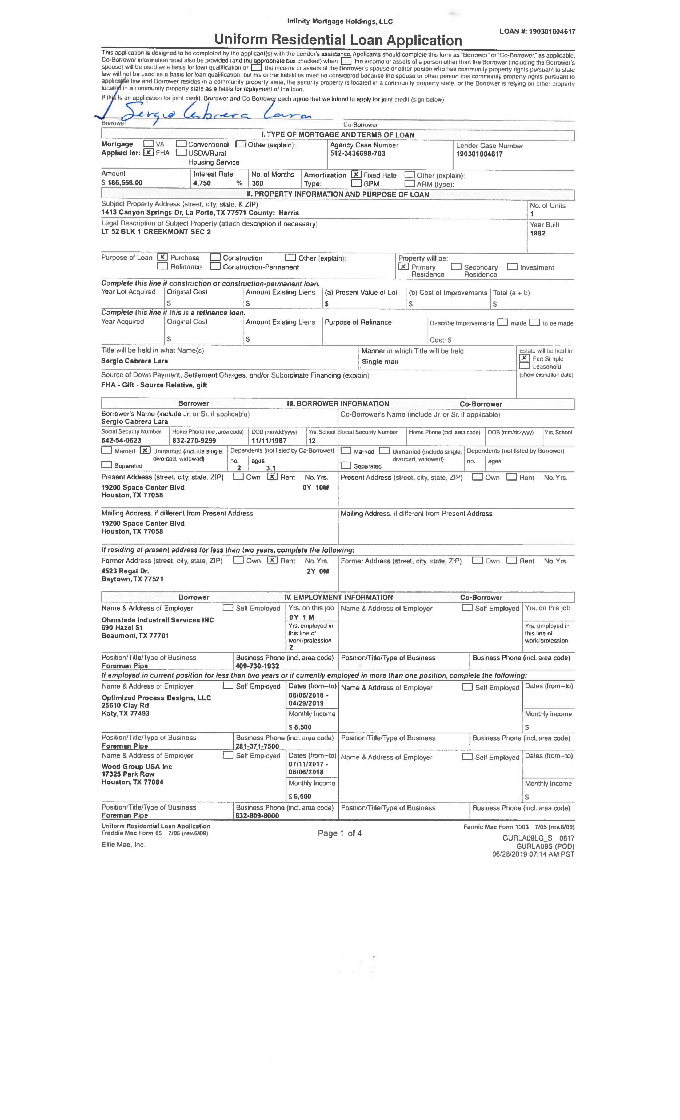 Infinity Mortgage Holdings, LLC
LOAN #: 190301004617
Uniform Residential Loan Application
This application is designed to be completed by the applicant(s) with the Lender's assistance. Applicants should complete this form as "Borrower" or "Co-Borrower," as applicable.
Co-Borrower information must also be provided (and the appropriate box checked) when the income or assets of a person other than the Borrower (including the Borrower's
spouse) will be used as a basis for loan qualification or the income or assets of the Borrower's spouse or other person who has community property rights pursuant to state
law will not be used as a basis for loan qualification, but his or her liabilities must be considered because the spouse or other person has community property rights pursuant to
applicable law and Borrower resides in a community property state, the security property is located in a community property state, or the Borrower is relying on other property
located in a community property state as a basis for repayment of the loan.
If this is an application for joint credit, Borrower and Co-Borrower each agree that we intend to apply for joint credit (sign below)
Sergio Cabrera Lara
Borrower Co-Borrower
I. TYPE OF MORTGAGE AND TERMS OF LOAN
Mortgage VA Conventional Other (explain): Agency Case Number Lender Case Number
Applied for: X FHA USDA/Rural 190301004617
Housing Service
Amount Interest Rate No. of Months Amortization X Fixed Rate Other (explain):
$ 186,558.00 4.750 % 360 Type: GPM ARM (type):
II. PROPERTY INFORMATION AND PURPOSE OF LOAN
Subject Property Address (street, city, state, & ZIP) No. of Units
1413 Canyon Springs Dr, La Porte, TX 77571 County: Harris 1
Legal Description of Subject Property (attach description if necessary) Year Built
LT 52 BLK 1 CREEKMONT SEC 2
Purpose of Loan X Purchase Construction Other (explain): Property will be:
Refinance Construction-Permanent X Primary Residence Secondary Residence Investment
Complete this line if construction or construction-permanent loan.
Year Lot Acquired Original Cost Amount Existing Liens (a) Present Value of Lot (b) Cost of Improvements Total (a + b)
$ $ $ $ $
Complete this line if this is a refinance loan.
Year Acquired Original Cost Amount Existing Liens Purpose of Refinance Describe Improvements made to be made
$ $ Cost: $
Title will be held in what Name(s) Manner in which Title will be held Estate will be held in:
Sergio Cabrera Lara Single man X Fee Simple
Leasehold
Source of Down Payment, Settlement Charges, and/or Subordinate Financing (explain) (show expiration date)
FHA - Gift - Source Relative, gift
Borrower III. BORROWER INFORMATION Co-Borrower
Borrower's Name (include Jr. or Sr. if applicable) Co-Borrower's Name (include Jr. or Sr. if applicable)
Sergio Cabrera Lara
Social Security Number Home Phone (incl. area code) DOB (mm/dd/yyyy) Yrs. School Social Security Number Home Phone (incl. area code) DOB (mm/dd/yyyy) Yrs. School
832-270-9299 11/11/1987 12
Married X Unmarried (include single, divorced, widowed) Dependents (not listed by Co-Borrower) Married Unmarried (include single, divorced, widowed) Dependents (not listed by Borrower)
Separated no. 2 ages 3,1 Separated no. ages
Present Address (street, city, state, ZIP) Own X Rent No. Yrs. Present Address (street, city, state, ZIP) Own Rent No. Yrs.
19200 Space Center Blvd 0Y 10M
Houston, TX 77058
Mailing Address, if different from Present Address Mailing Address, if different from Present Address
19200 Space Center Blvd
Houston, TX 77058
If residing at present address for less than two years, complete the following:
Former Address (street, city, state, ZIP) Own X Rent No. Yrs. Former Address (street, city, state, ZIP) Own Rent No. Yrs.
4523 Regal Dr. 2Y 0M
Baytown, TX 77521
Borrower IV. EMPLOYMENT INFORMATION Co-Borrower
Name & Address of Employer Self Employed Yrs. on this job Name & Address of Employer Self Employed Yrs. on this job
Ohmstede Industrail Services INC 0Y 1 M
690 Hazel St Yrs. employed in this line of work/profession Yrs. employed in this line of work/profession
Beaumont, TX 77701
Position/Title/Type of Business Business Phone (incl. area code) Position/Title/Type of Business Business Phone (incl. area code)
Foreman Pipe 409-730-1932
If employed in current position for less than two years or if currently employed in more than one position, complete the following:
Name & Address of Employer Self Employed Dates (from–to) Name & Address of Employer Self Employed Dates (from–to)
Optimized Process Designs, LLC 08/06/2018 -
25610 Clay Rd 04/29/2019
Katy, TX 77493 Monthly Income Monthly Income
$ 6,500 $
Position/Title/Type of Business Business Phone (incl. area code) Position/Title/Type of Business Business Phone (incl. area code)
Foreman Pipe 281-371-7500
Name & Address of Employer Self Employed Dates (from–to) Name & Address of Employer Self Employed Dates (from–to)
Wood Group USA Inc 07/11/2017 -
17325 Park Row 08/06/2018
Houston, TX 77084 Monthly Income Monthly Income
$ 6,500 $
Position/Title/Type of Business Business Phone (incl. area code) Position/Title/Type of Business Business Phone (incl. area code)
Foreman Pipe 832-809-8000
Uniform Residential Loan Application Fannie Mae Form 1003 7/05 (rev.6/09)
Freddie Mac Form 65 7/05 (rev.6/09) Page 1 of 4
GURLA09LG_S 0817
Ellie Mae, Inc. GURLA09S (POD)
06/28/2019 07:14 AM PST